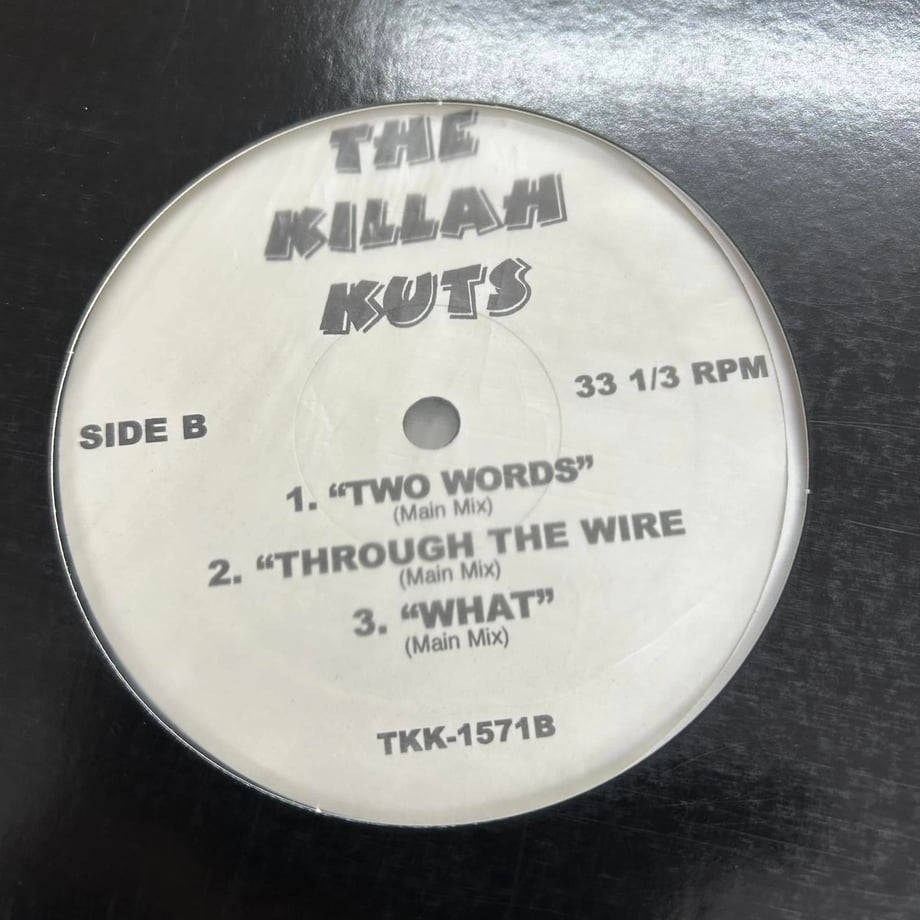 THE
KILLAH
KUTS
33 1/3 RPM
SIDE B
1. “TWO WORDS”
(Main Mix)
2. “THROUGH THE WIRE
(Main Mix)
3. “WHAT”
(Main Mix)
TKK-1571B